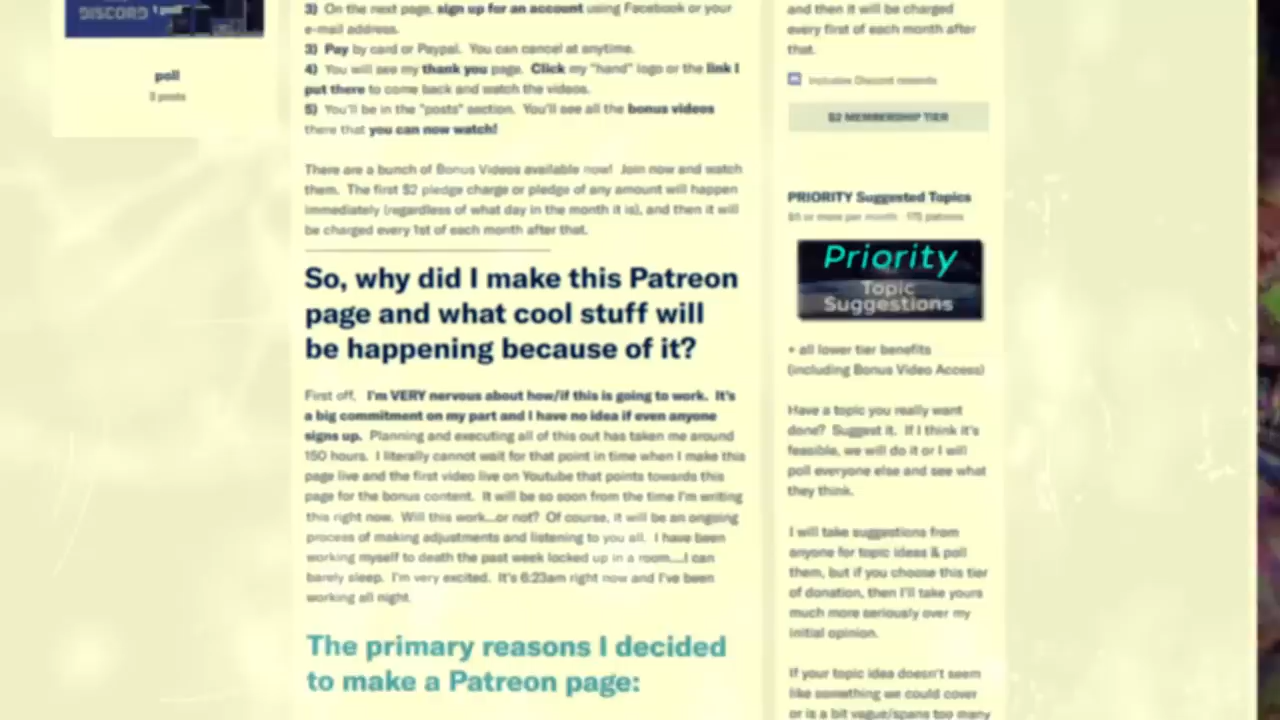 DISCORD
poll
3 posts
3) On the next page, sign up for an account using Facebook or your
e-mail address.
3) Pay by card or Paypal. You can cancel at anytime.
4) You will see my thank you page. Click my "hand" logo or the link I
put there to come back and watch the videos.
5) You'll be in the "posts" section. You'll see all the bonus videos
there that you can now watch!
There are a bunch of Bonus Videos available now! Join now and watch
them. The first $2 pledge charge or pledge of any amount will happen
immediately (regardless of what day in the month it is), and then it will
be charged every 1st of each month after that.
So, why did I make this Patreon
page and what cool stuff will
be happening because of it?
First off, I'm VERY nervous about how/if this is going to work. It's
a big commitment on my part and I have no idea if even anyone
signs up. Planning and executing all of this out has taken me around
150 hours. I literally cannot wait for that point in time when I make this
page live and the first video live on Youtube that points towards this
page for the bonus content. It will be so soon from the time I'm writing
this right now. Will this work...or not? Of course, it will be an ongoing
process of making adjustments and listening to you all. I have been
working myself to death the past week locked up in a room....I can
barely sleep. I'm very excited. It's 6:23am right now and I've been
working all night.
The primary reasons I decided
to make a Patreon page:
and then it will be charged
every first of each month after
that.
Includes Discord rewards
$2 MEMBERSHIP TIER
PRIORITY Suggested Topics
$5 or more per month · 175 patrons
Priority
Topic
Suggestions
+ all lower tier benefits
(including Bonus Video Access)
Have a topic you really want
done? Suggest it. If I think it's
feasible, we will do it or I will
poll everyone else and see what
they think.
I will take suggestions from
anyone for topic ideas & poll
them, but if you choose this tier
of donation, then I'll take yours
much more seriously over my
initial opinion.
If your topic idea doesn't seem
like something we could cover
or is a bit vague/spans too many